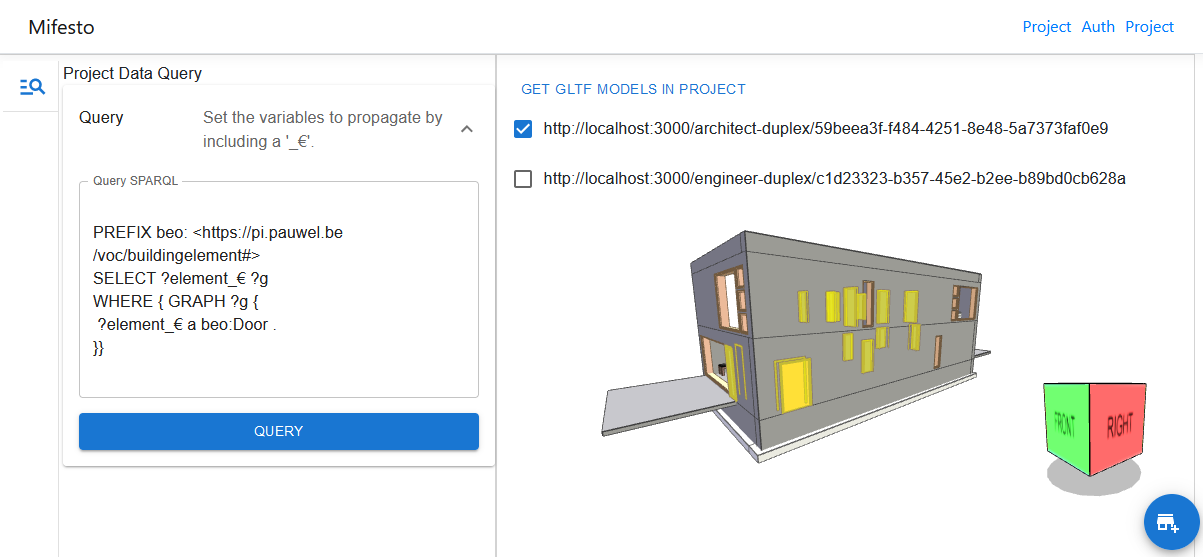 Mifesto
Project Auth Project
Project Data Query
Query
Set the variables to propagate by
including a '_€'.
Query SPARQL
PREFIX beo: <https://pi.pauwel.be
/voc/buildingelement#>
SELECT ?element_€ ?g
WHERE { GRAPH ?g {
?element_€ a beo:Door .
}}
QUERY
GET GLTF MODELS IN PROJECT
http://localhost:3000/architect-duplex/59beea3f-f484-4251-8e48-5a7373faf0e9
http://localhost:3000/engineer-duplex/c1d23323-b357-45e2-b2ee-b89bd0cb628a
FRONT
RIGHT